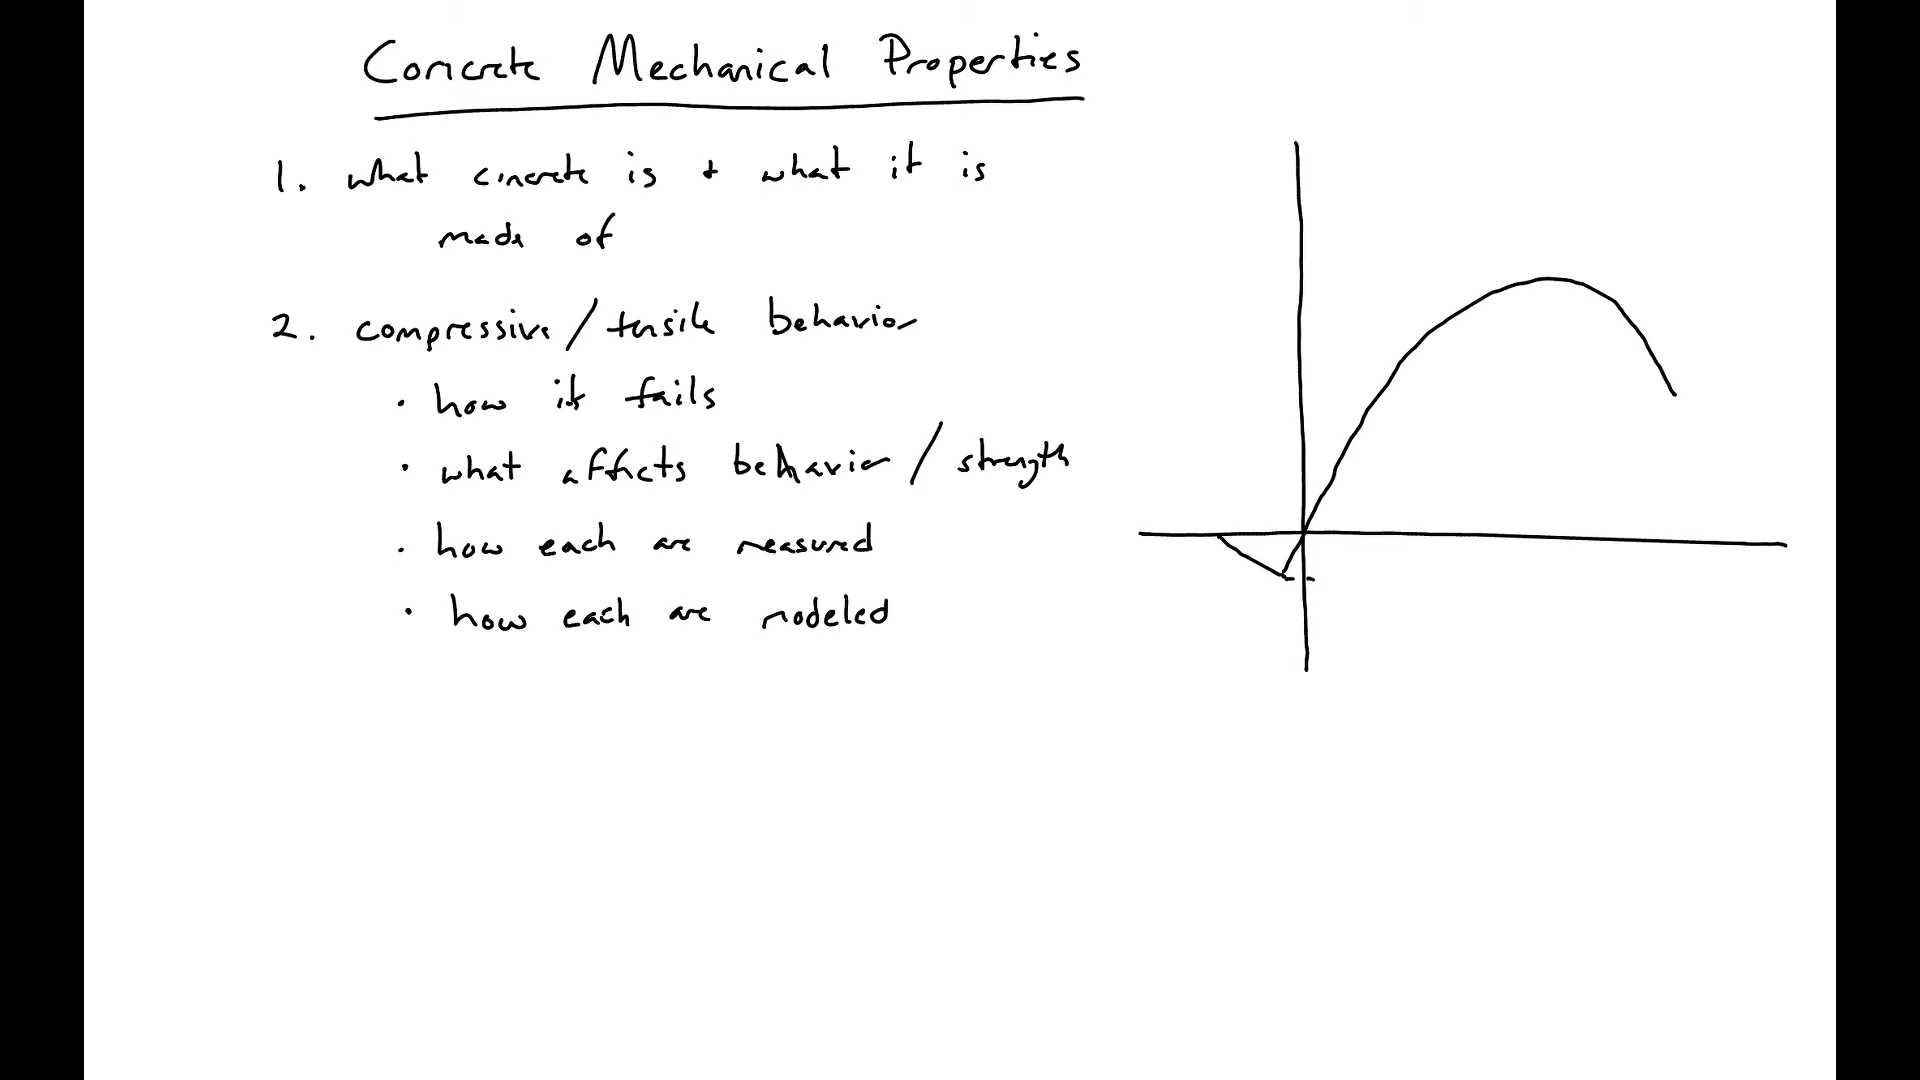 Concrete Mechanical Properties
1. what concrete is + what it is
made of
2. compressive / tensile behavior
• how it fails
• what affects behavior / strength
• how each are measured
• how each are modeled